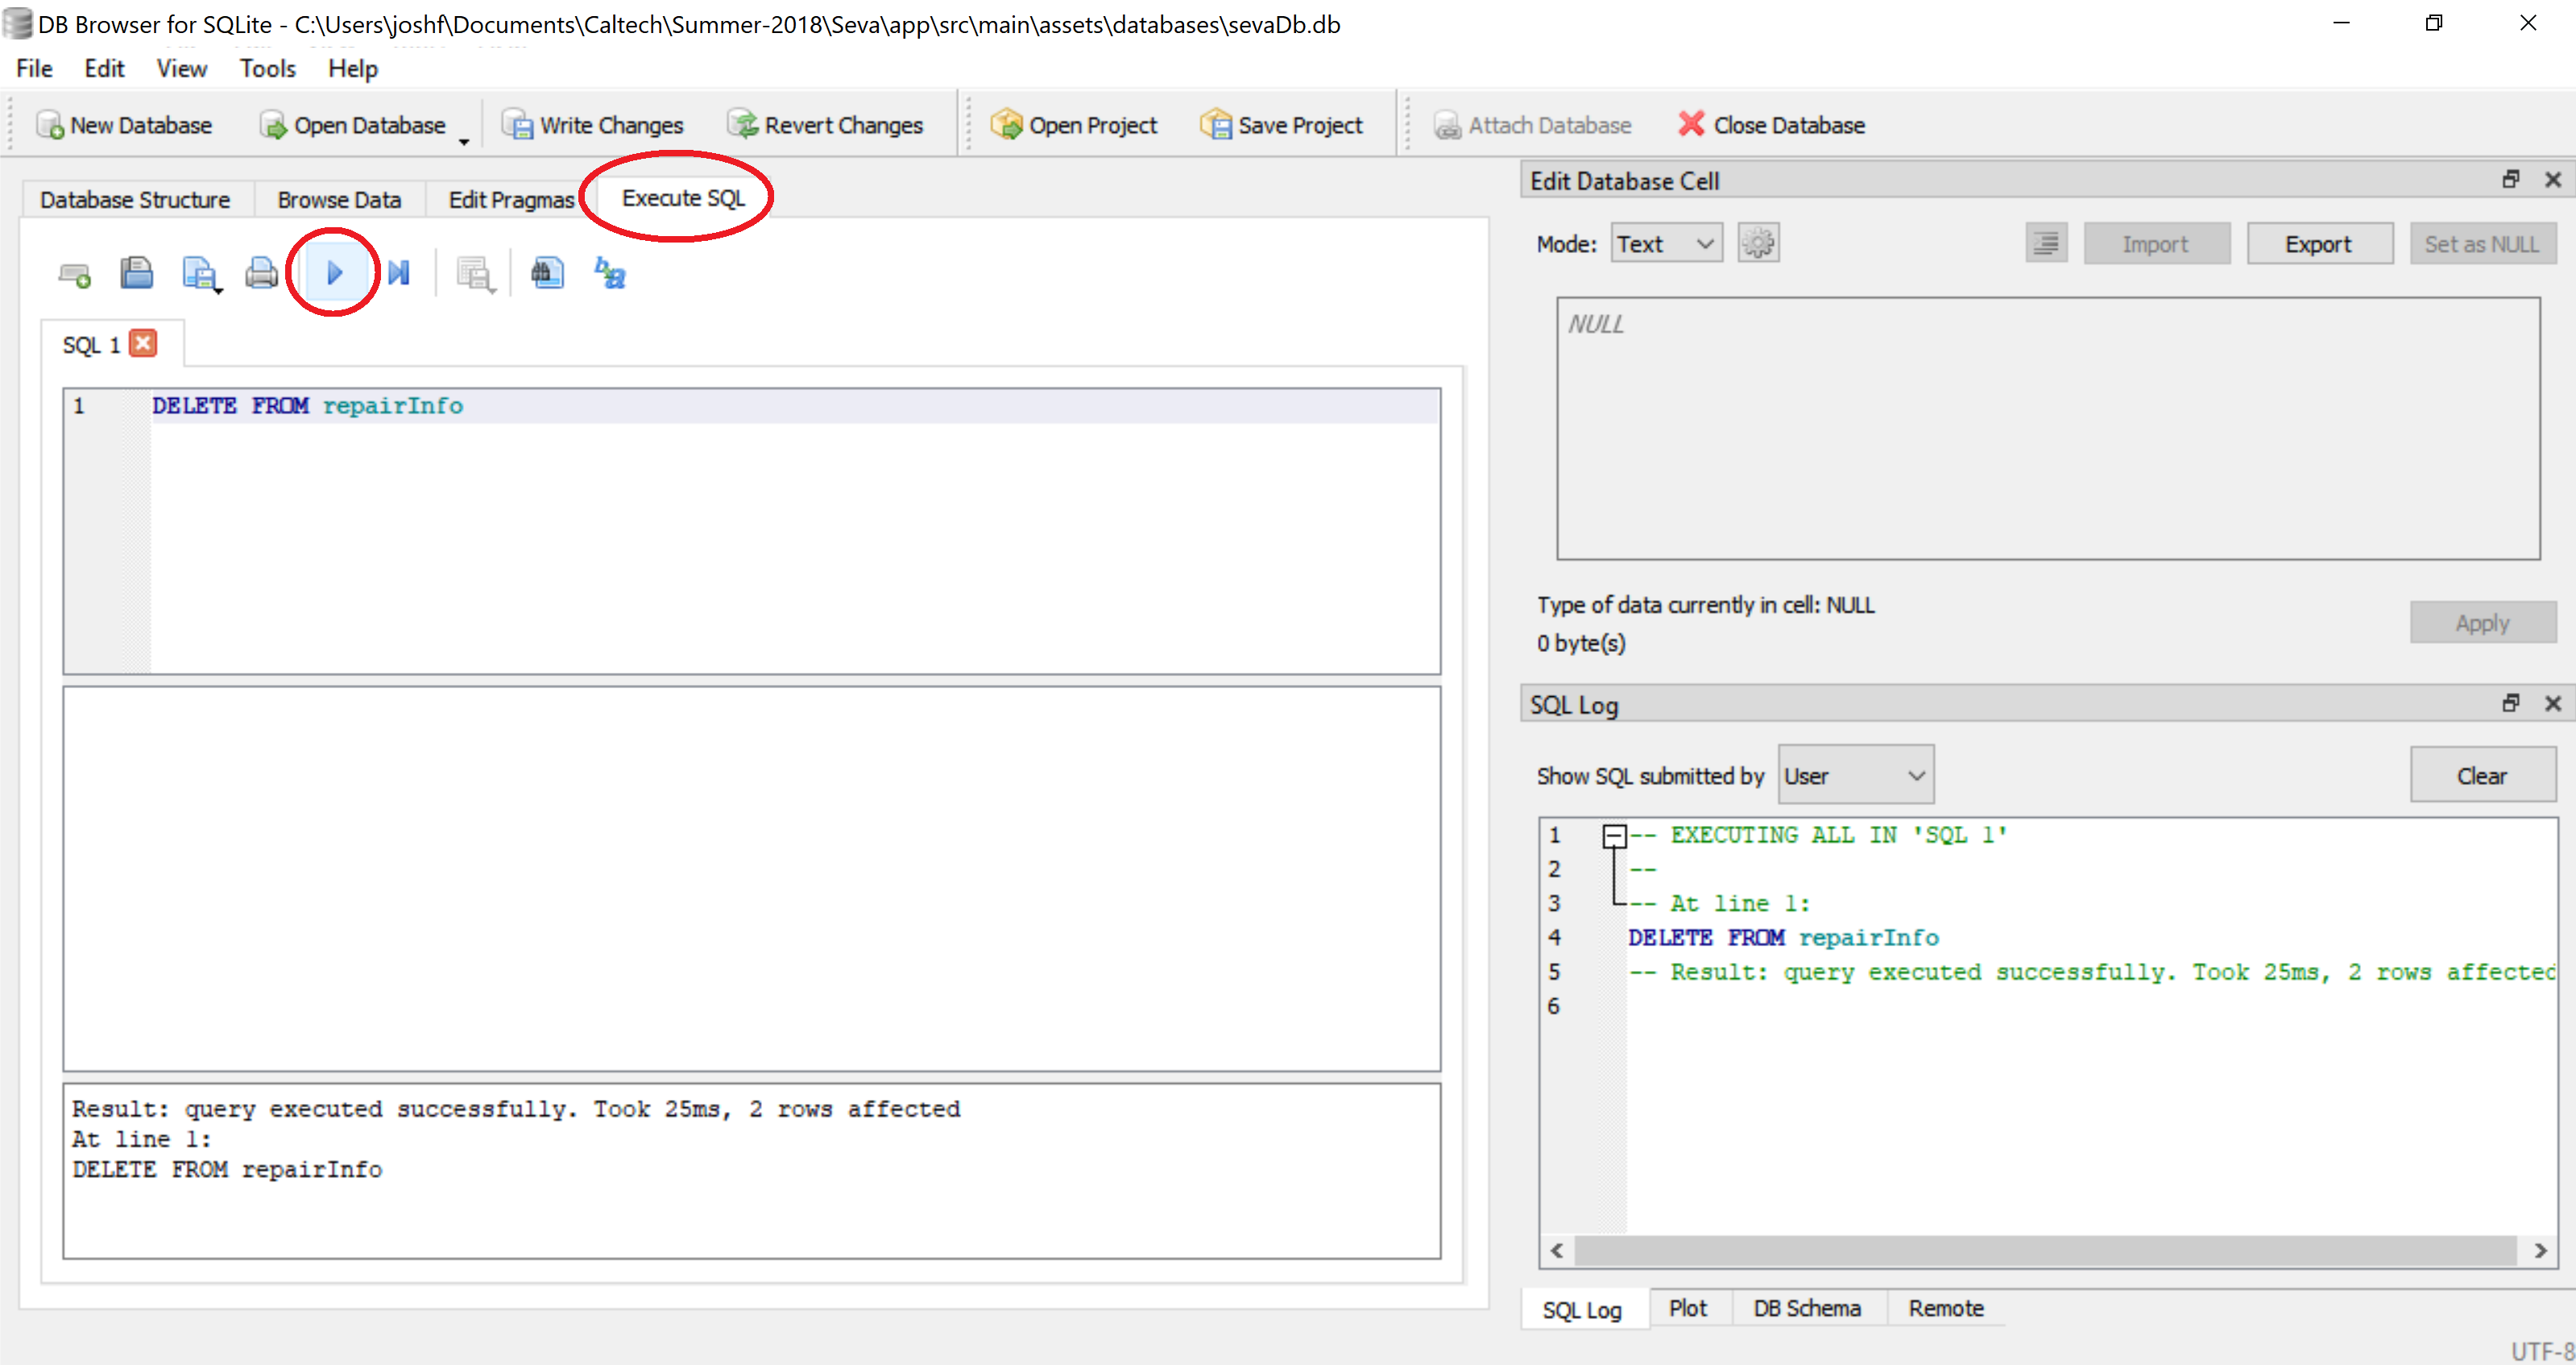 DB Browser for SQLite - C:\Users\joshf\Documents\Caltech\Summer-2018\Seva\app\src\main\assets\databases\sevaDb.db
File Edit View Tools Help
New Database Open Database Write Changes Revert Changes Open Project Save Project Attach Database Close Database
Database Structure Browse Data Edit Pragmas Execute SQL
SQL 1
1 DELETE FROM repairInfo
Result: query executed successfully. Took 25ms, 2 rows affected
At line 1:
DELETE FROM repairInfo
Edit Database Cell
Mode: Text Import Export Set as NULL
NULL
Type of data currently in cell: NULL
0 byte(s)
Apply
SQL Log
Show SQL submitted by User Clear
1 -- EXECUTING ALL IN 'SQL 1'
2 --
3 -- At line 1:
4 DELETE FROM repairInfo
5 -- Result: query executed successfully. Took 25ms, 2 rows affected
6
SQL Log Plot DB Schema Remote
UTF-8